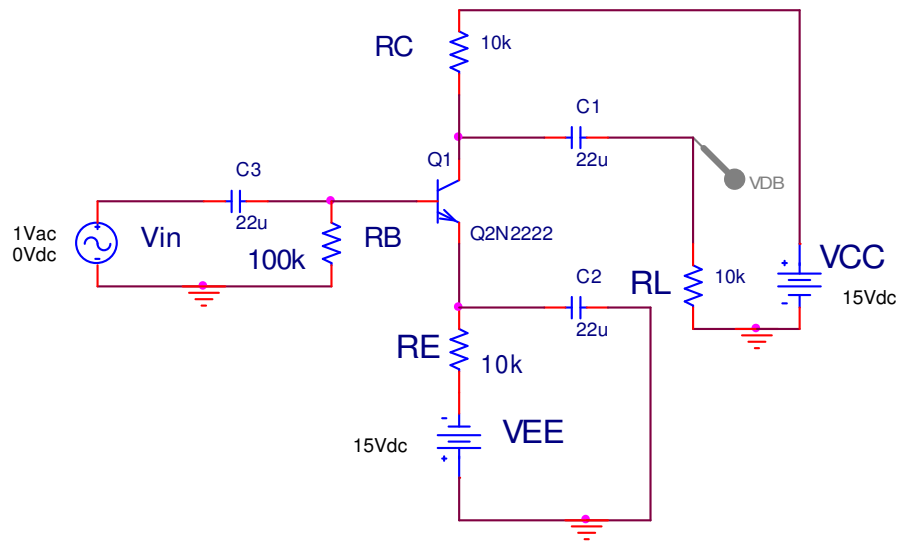 RC
10k
C1
22u
VDB
Q1
Q2N2222
C3
22u
1Vac
0Vdc
Vin
RB
100k
VCC
15Vdc
RL
10k
C2
22u
RE
10k
VEE
15Vdc